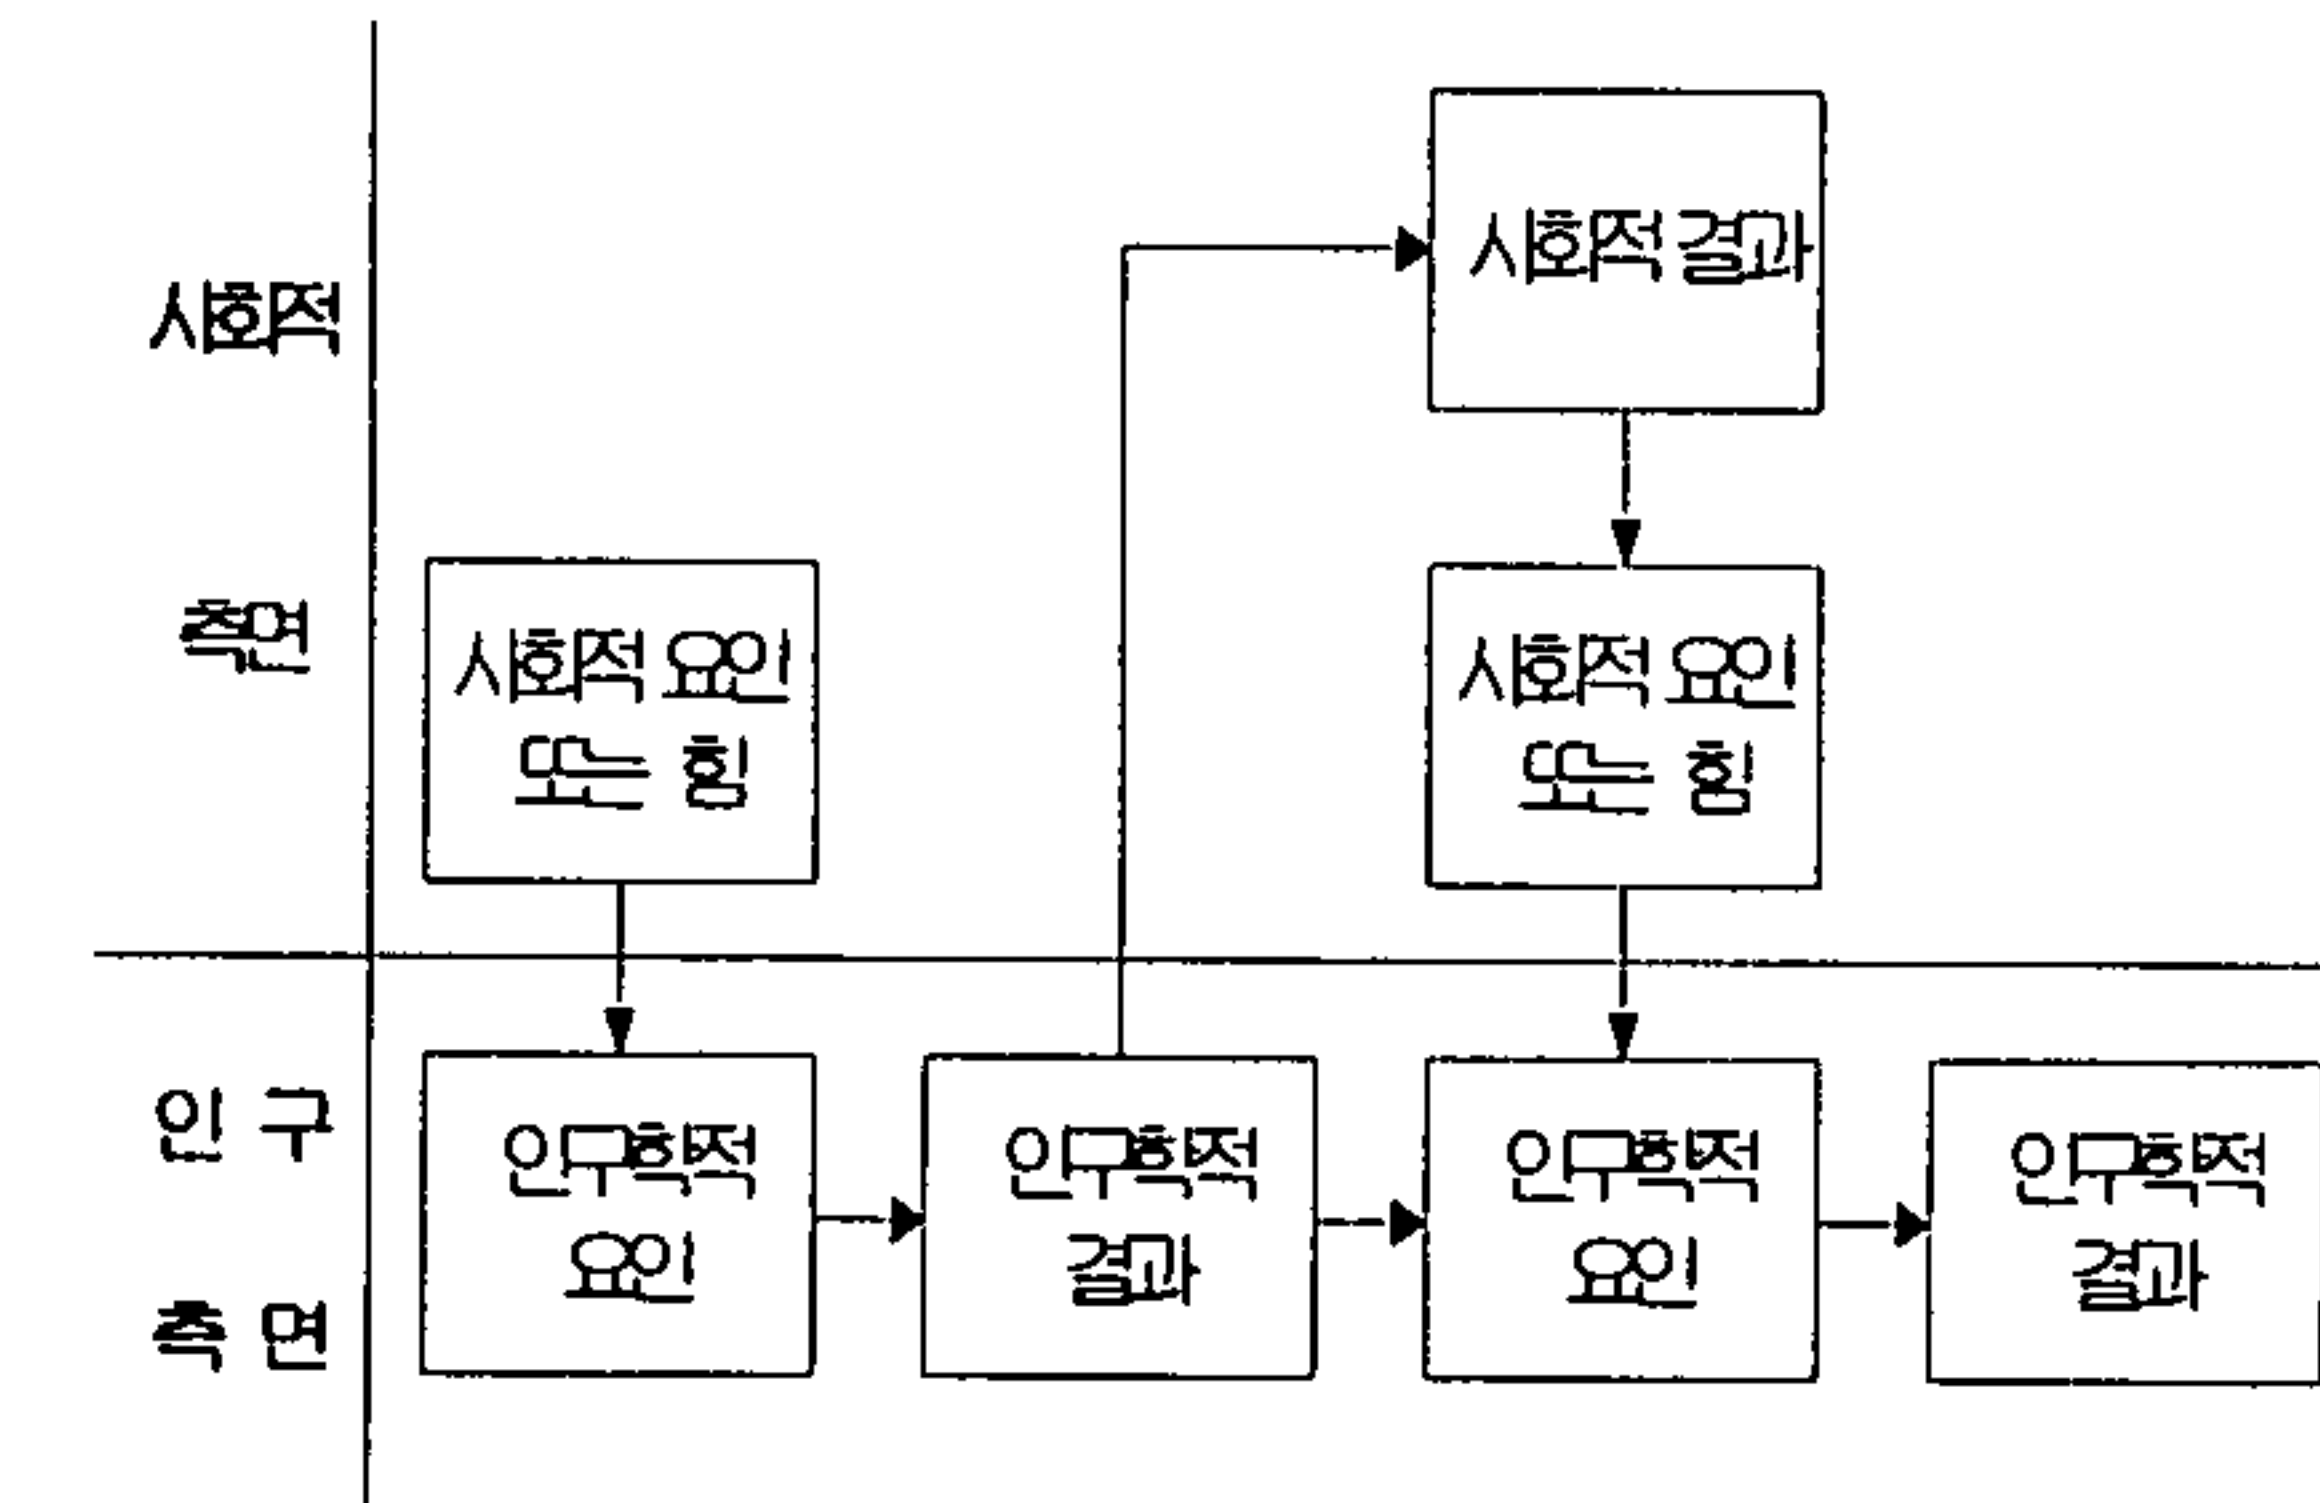 사회적 결과
사회적
측면
사회적 요인
또는 힘
사회적 요인
또는 힘
인 구
측 면
인구학적
요인
인구학적
결과
인구학적
요인
인구학적
결과